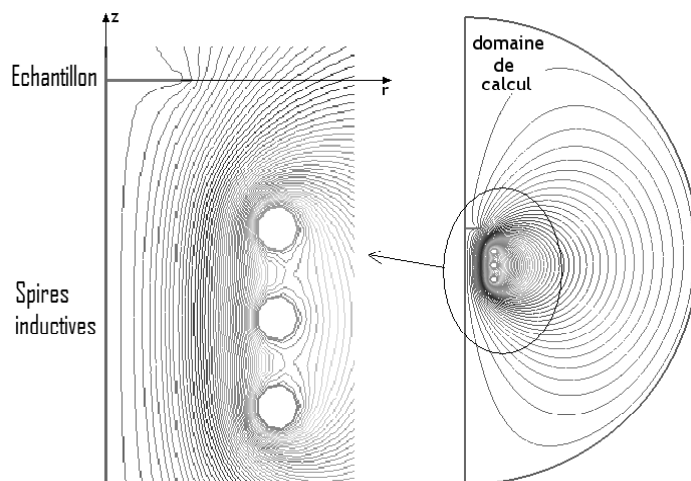 z
Echantillon
r
Spires
inductives
domaine
de
calcul